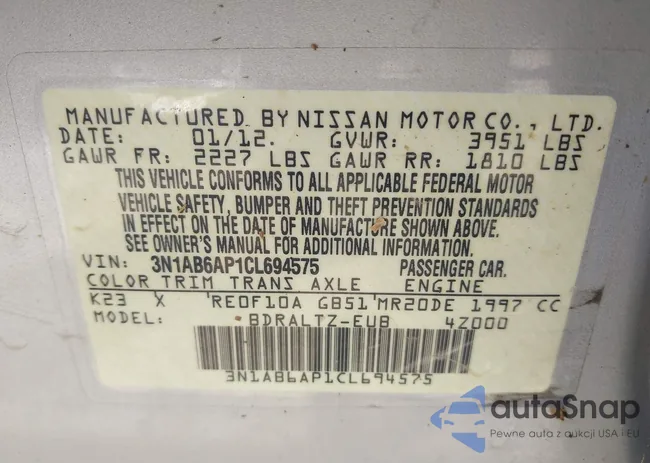 MANUFACTURED BY NISSAN MOTOR CO., LTD.
DATE: 01/12. GVWR: 3951 LBS
GAWR FR: 2227 LBS GAWR RR: 1810 LBS
THIS VEHICLE CONFORMS TO ALL APPLICABLE FEDERAL MOTOR
VEHICLE SAFETY, BUMPER AND THEFT PREVENTION STANDARDS
IN EFFECT ON THE DATE OF MANUFACTURE SHOWN ABOVE.
SEE OWNER'S MANUAL FOR ADDITIONAL INFORMATION.
VIN: 3N1AB6AP1CL694575 PASSENGER CAR.
COLOR TRIM TRANS AXLE ENGINE
K23 X RE0F10A GB51 MR20DE 1997 CC
MODEL: BDRALTZ-EUB 4Z000
3N1AB6AP1CL694575
autoSnap
Pewne auta z aukcji USA i EU